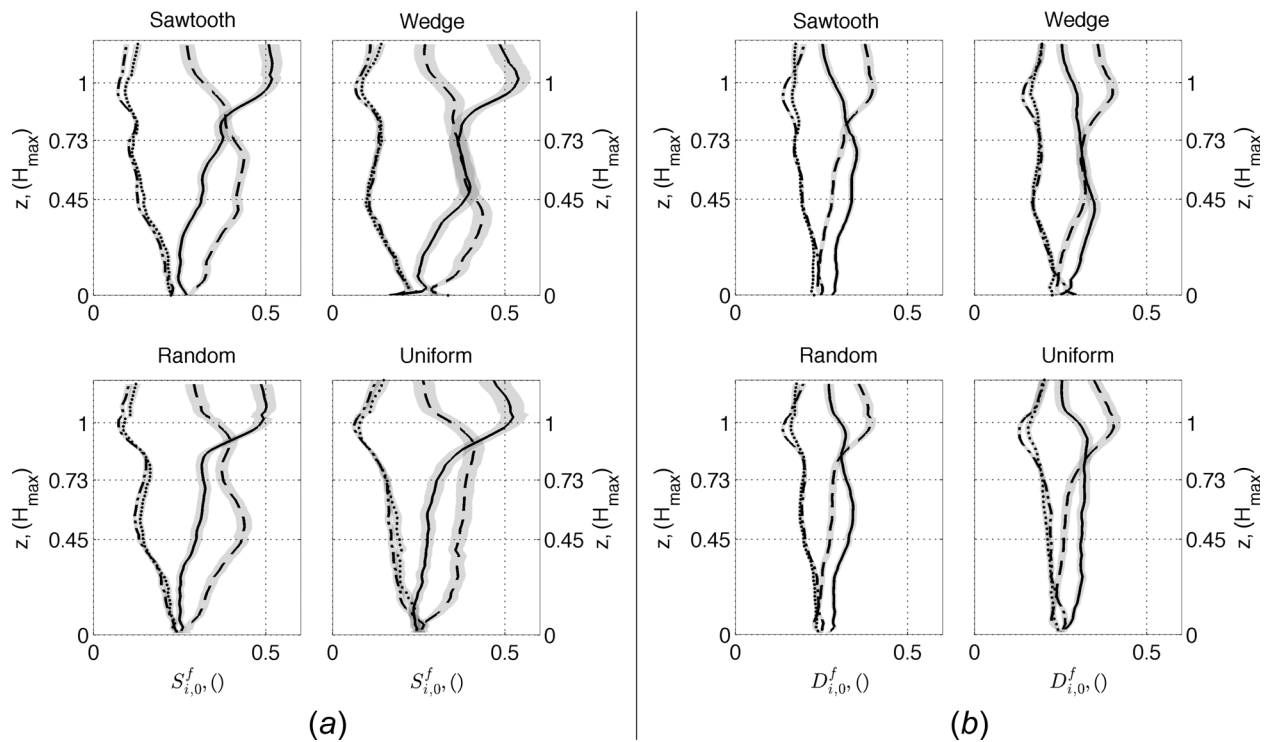 Sawtooth
Wedge
z, (H_max)
1
0.73
0.45
0
0
0.5
z, (H_max)
1
0.73
0.45
0
0
0.5
Random
Uniform
z, (H_max)
1
0.73
0.45
0
0
0.5
S^f_{i,0}, ()
z, (H_max)
1
0.73
0.45
0
0
0.5
S^f_{i,0}, ()
(a)
Sawtooth
Wedge
z, (H_max)
1
0.73
0.45
0
0
0.5
z, (H_max)
1
0.73
0.45
0
0
0.5
Random
Uniform
z, (H_max)
1
0.73
0.45
0
0
0.5
D^f_{i,0}, ()
z, (H_max)
1
0.73
0.45
0
0
0.5
D^f_{i,0}, ()
(b)